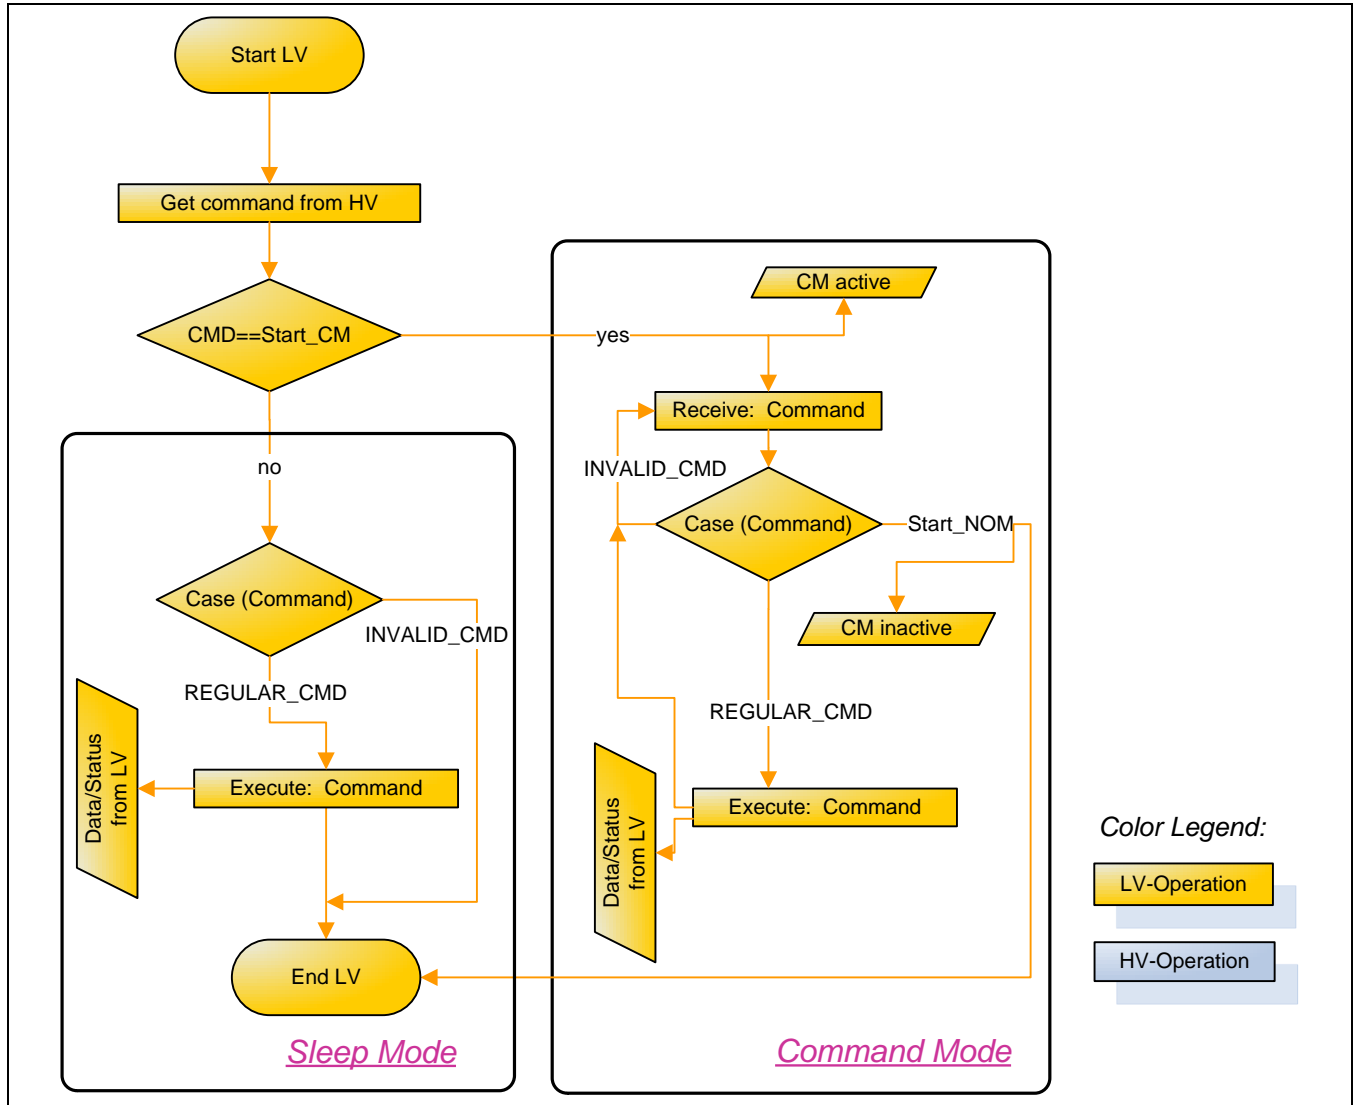 Start LV
Get command from HV
CMD==Start_CM
yes
no
CM active
Receive: Command
INVALID_CMD
Case (Command)
Start_NOM
CM inactive
REGULAR_CMD
Execute: Command
Data/Status
from LV
Command Mode
Case (Command)
INVALID_CMD
REGULAR_CMD
Data/Status
from LV
Execute: Command
End LV
Sleep Mode
Color Legend:
LV-Operation
HV-Operation